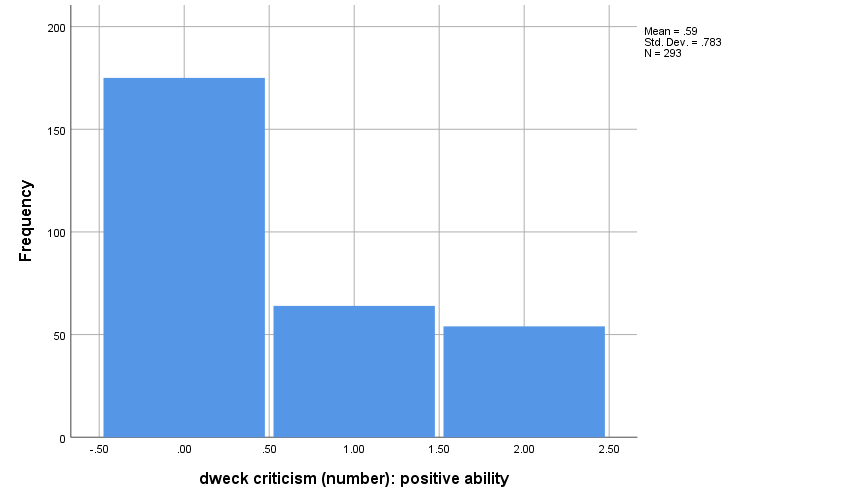 200
150
100
50
0
-.50
.00
.50
1.00
1.50
2.00
2.50
Frequency
dweck criticism (number): positive ability
Mean = .59
Std. Dev. = .783
N = 293